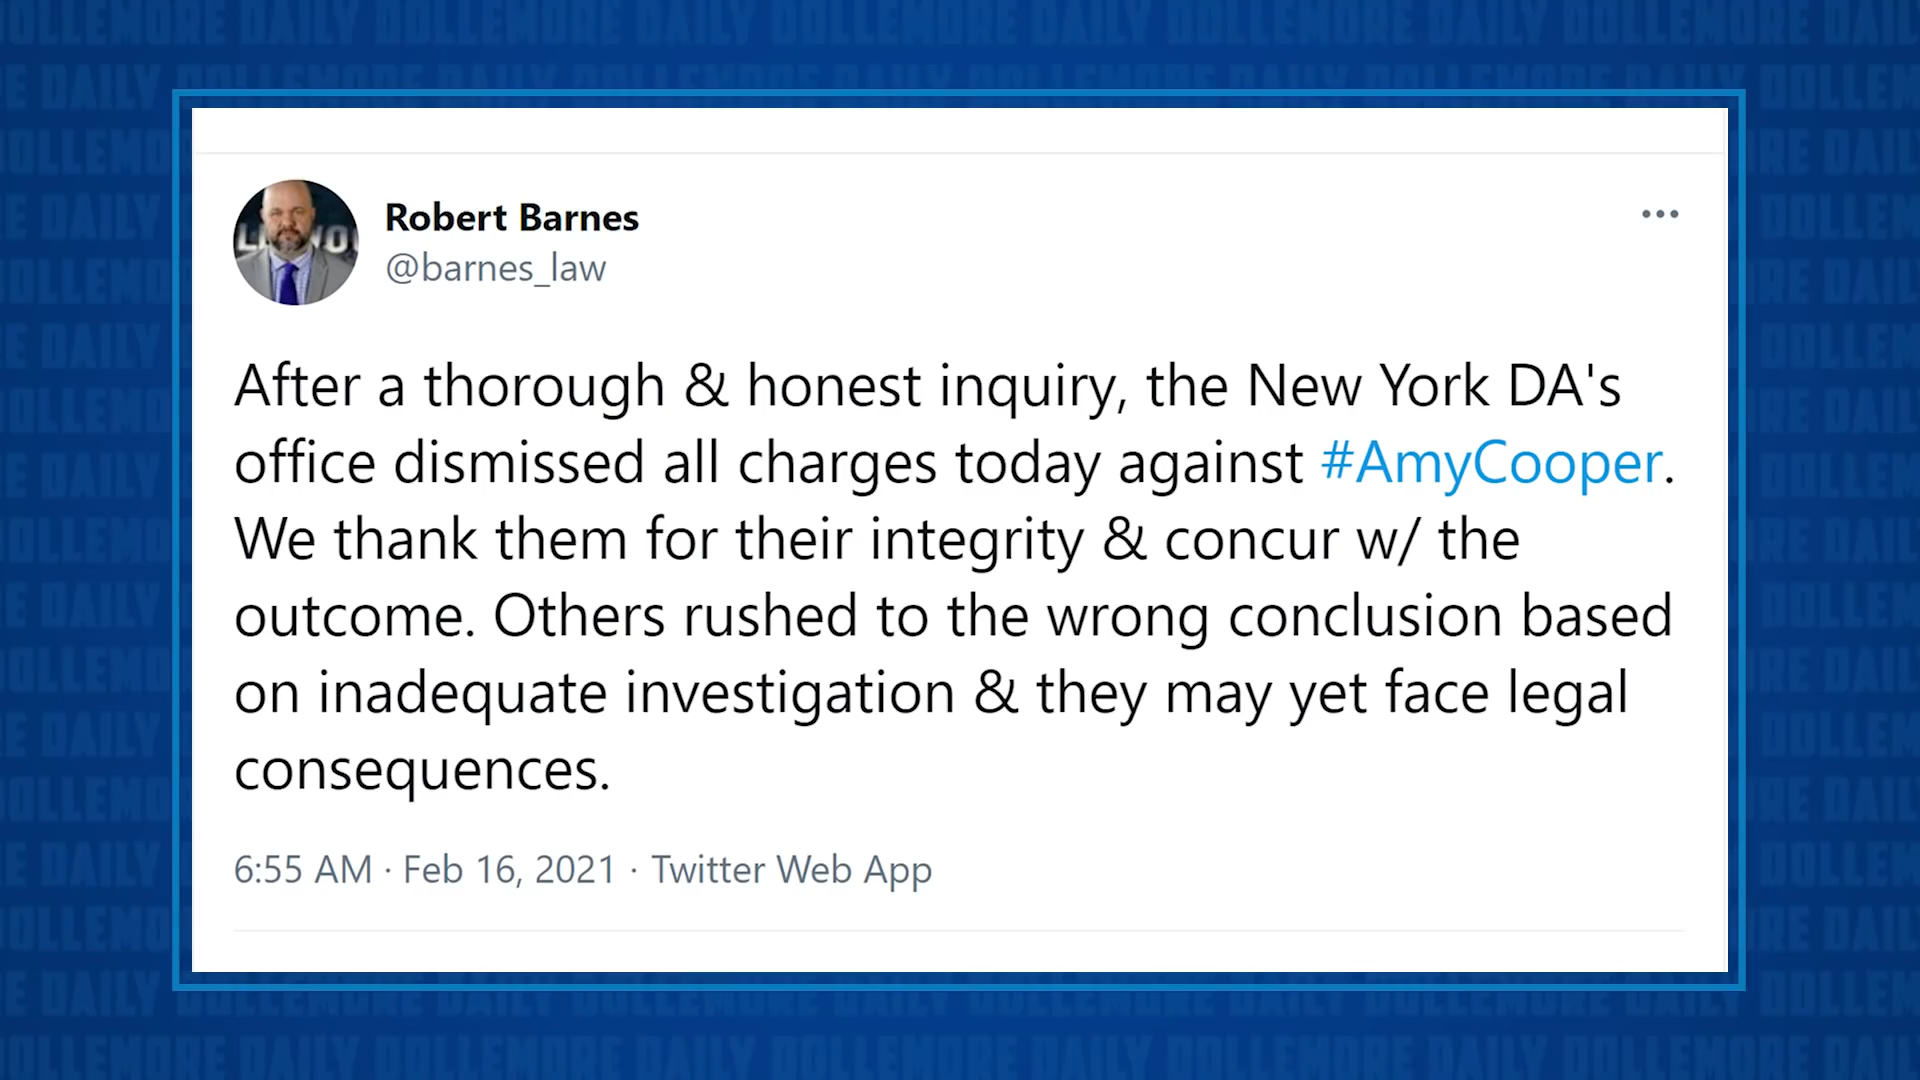 Robert Barnes
@barnes_law
After a thorough & honest inquiry, the New York DA's
office dismissed all charges today against #AmyCooper.
We thank them for their integrity & concur w/ the
outcome. Others rushed to the wrong conclusion based
on inadequate investigation & they may yet face legal
consequences.
6:55 AM · Feb 16, 2021 · Twitter Web App
DOLLEMORE DAILY